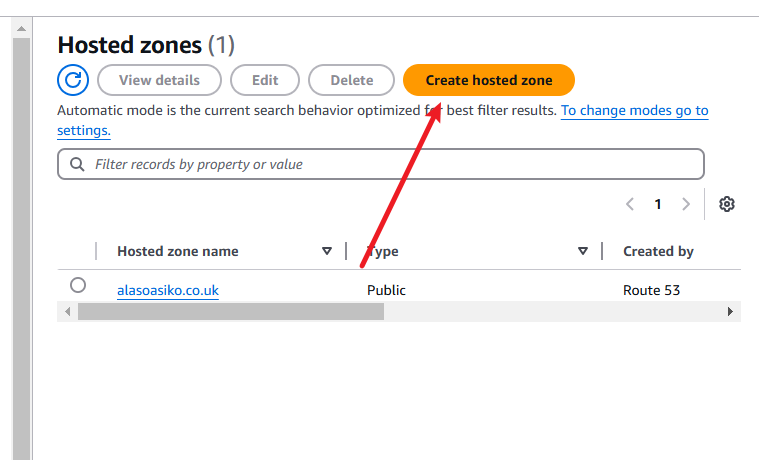 Hosted zones (1)
View details Edit Delete Create hosted zone
Automatic mode is the current search behavior optimized for best filter results. To change modes go to
settings.
Filter records by property or value
1
Hosted zone name Type Created by
alasoasiko.co.uk Public Route 53